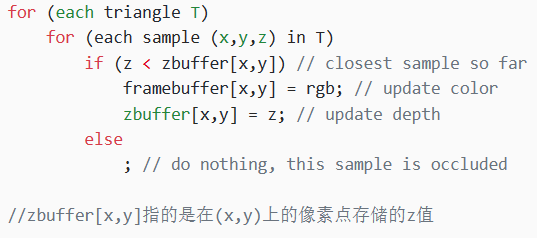 for (each triangle T)
    for (each sample (x,y,z) in T)
        if (z < zbuffer[x,y]) // closest sample so far
            framebuffer[x,y] = rgb; // update color
            zbuffer[x,y] = z; // update depth
        else
            ; // do nothing, this sample is occluded

//zbuffer[x,y]指的是在(x,y)上的像素点存储的z值